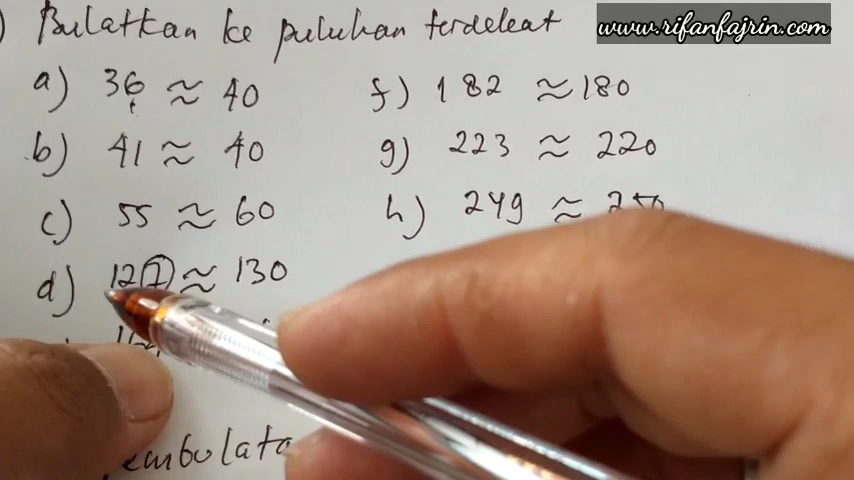 ) Bulatkan ke puluhan terdekat
www.rifanfajrin.com
a) 36 ≈ 40
b) 41 ≈ 40
c) 55 ≈ 60
d) 127 ≈ 130
f) 182 ≈ 180
g) 223 ≈ 220
h) 249 ≈ 250